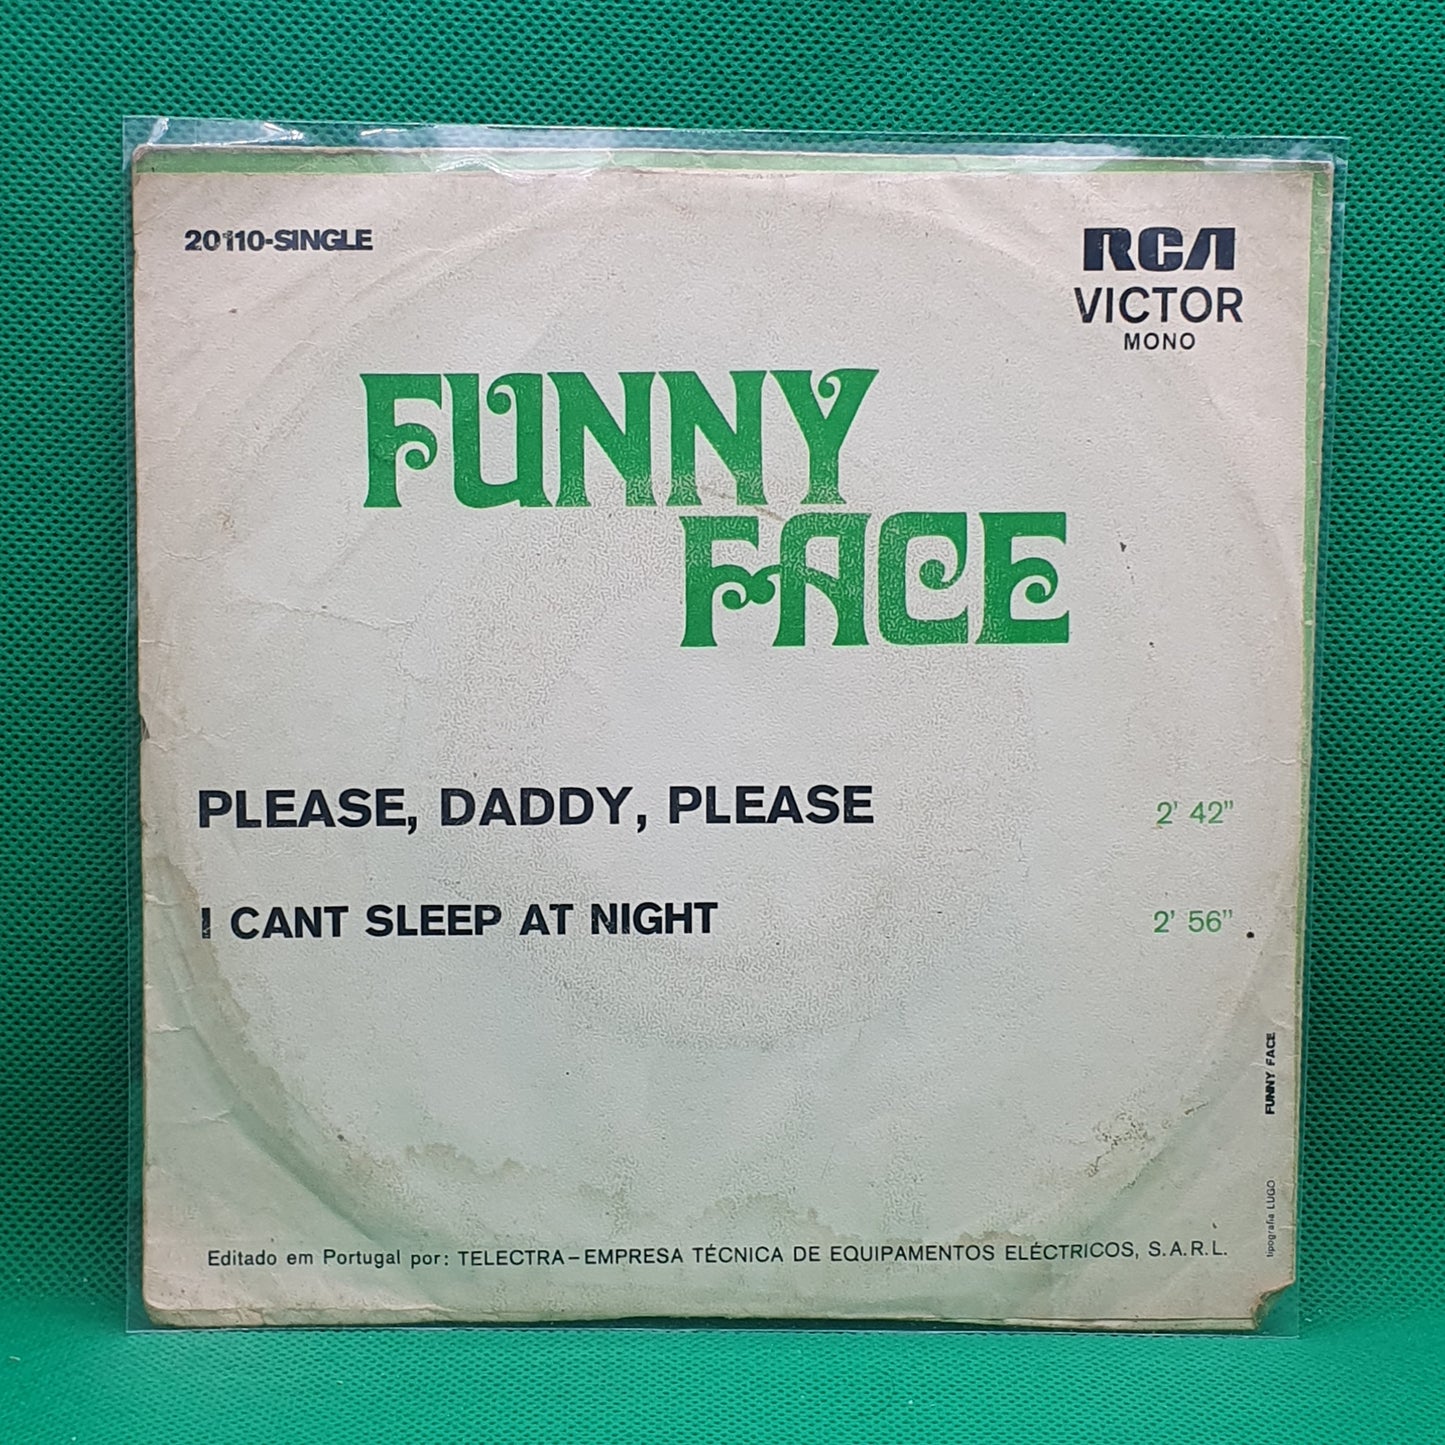 20110-SINGLE
RCA
VICTOR
MONO
FUNNY
FACE
PLEASE, DADDY, PLEASE 2' 42"
I CANT SLEEP AT NIGHT 2' 56"
FUNNY FACE
tipografia LUGO
Editado em Portugal por: TELECTRA – EMPRESA TÉCNICA DE EQUIPAMENTOS ELÉCTRICOS, S.A.R.L.